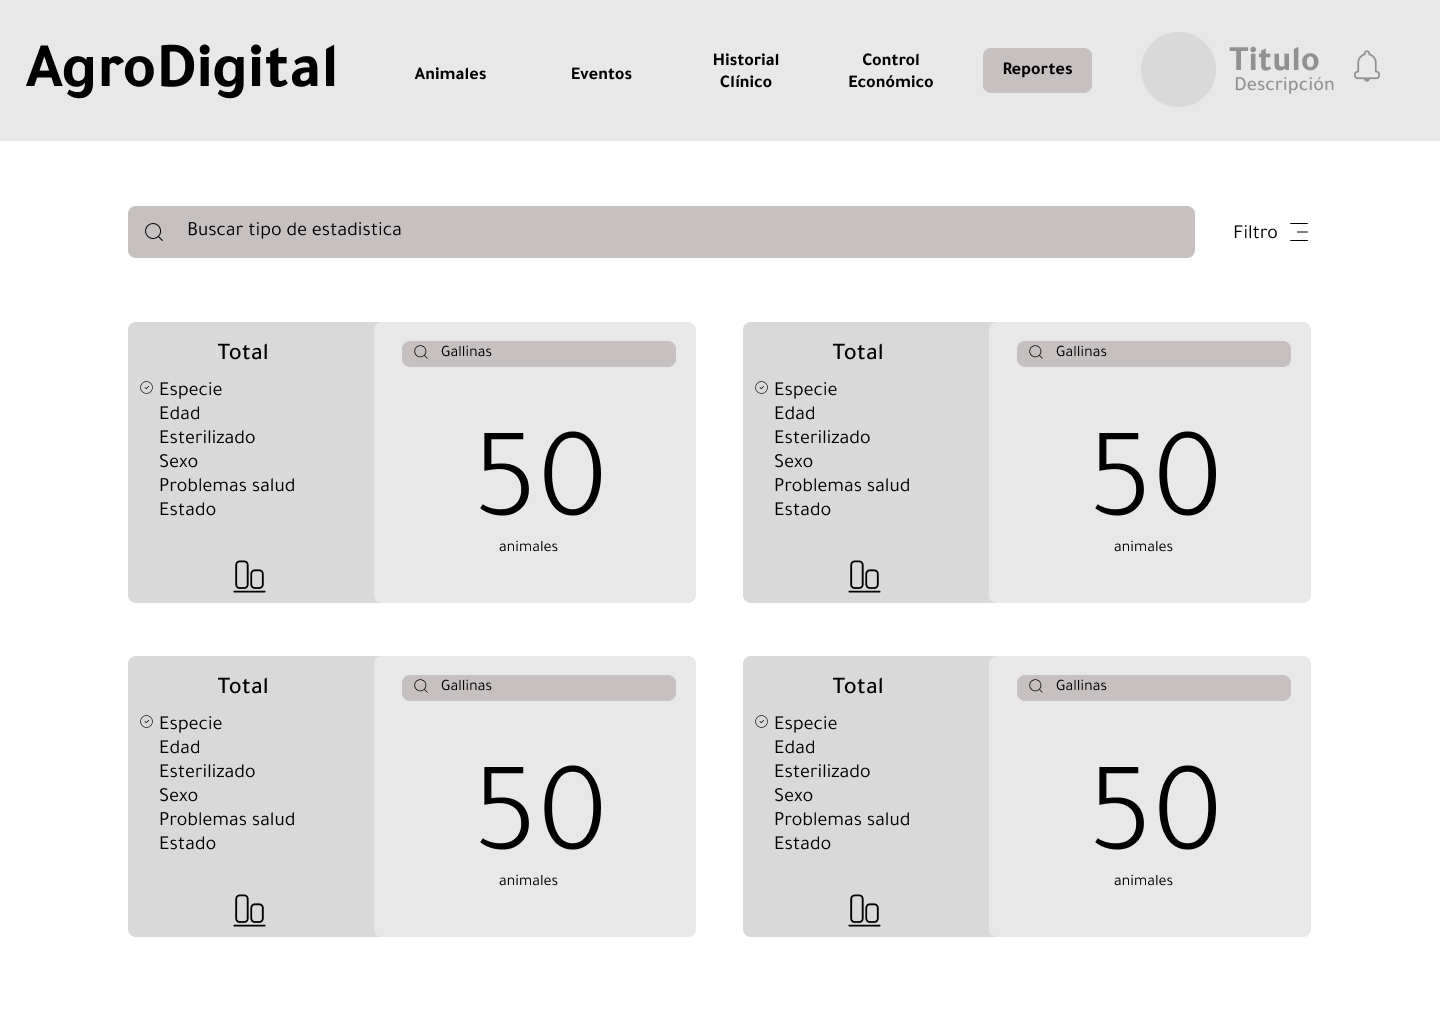 AgroDigital
Animales
Eventos
Historial
Clínico
Control
Económico
Reportes
Titulo
Descripción
Buscar tipo de estadistica
Filtro
Total
Especie
Edad
Esterilizado
Sexo
Problemas salud
Estado
Gallinas
50
animales
Total
Especie
Edad
Esterilizado
Sexo
Problemas salud
Estado
Gallinas
50
animales
Total
Especie
Edad
Esterilizado
Sexo
Problemas salud
Estado
Gallinas
50
animales
Total
Especie
Edad
Esterilizado
Sexo
Problemas salud
Estado
Gallinas
50
animales